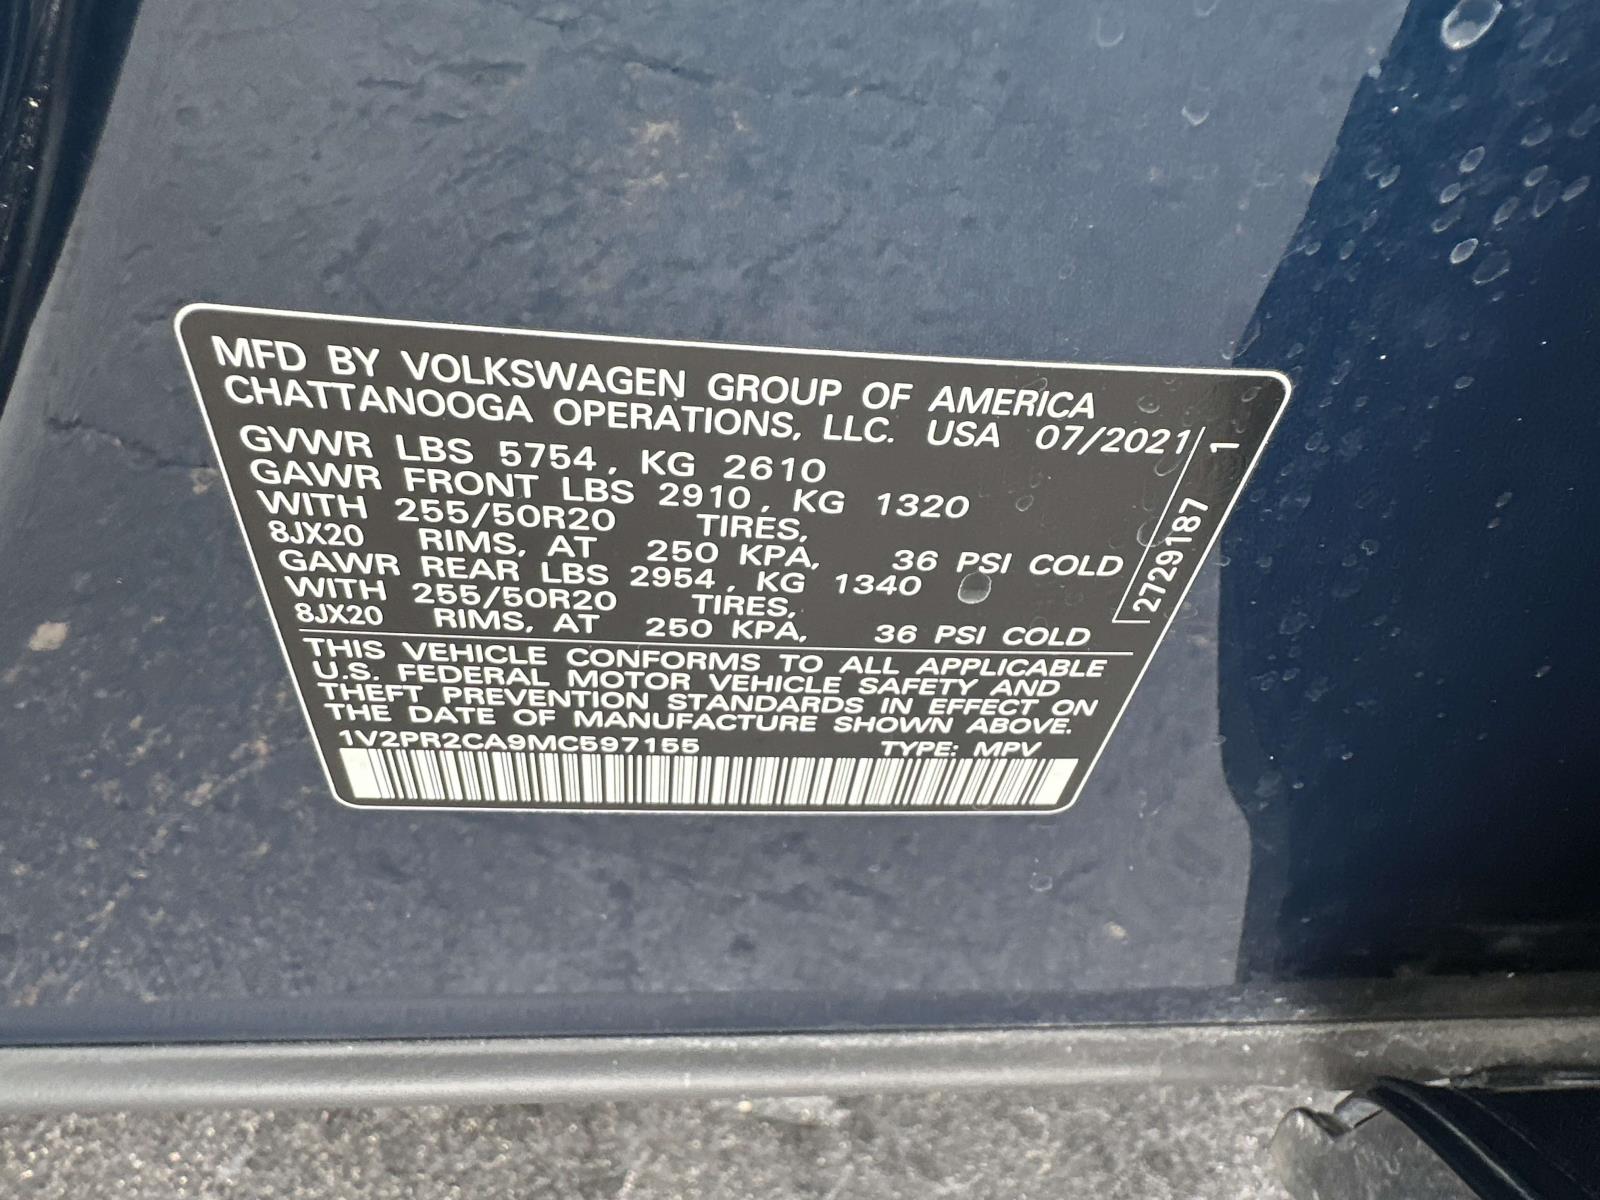 MFD BY VOLKSWAGEN GROUP OF AMERICA
CHATTANOOGA OPERATIONS, LLC. USA 07/2021
GVWR LBS 5754, KG 2610
GAWR FRONT LBS 2910, KG 1320
WITH 255/50R20 TIRES,
8JX20 RIMS, AT 250 KPA, 36 PSI COLD
GAWR REAR LBS 2954, KG 1340
WITH 255/50R20 TIRES,
8JX20 RIMS, AT 250 KPA, 36 PSI COLD
THIS VEHICLE CONFORMS TO ALL APPLICABLE
U.S. FEDERAL MOTOR VEHICLE SAFETY AND
THEFT PREVENTION STANDARDS IN EFFECT ON
THE DATE OF MANUFACTURE SHOWN ABOVE.
1V2PR2CA9MC597155 TYPE: MPV
2729187 1